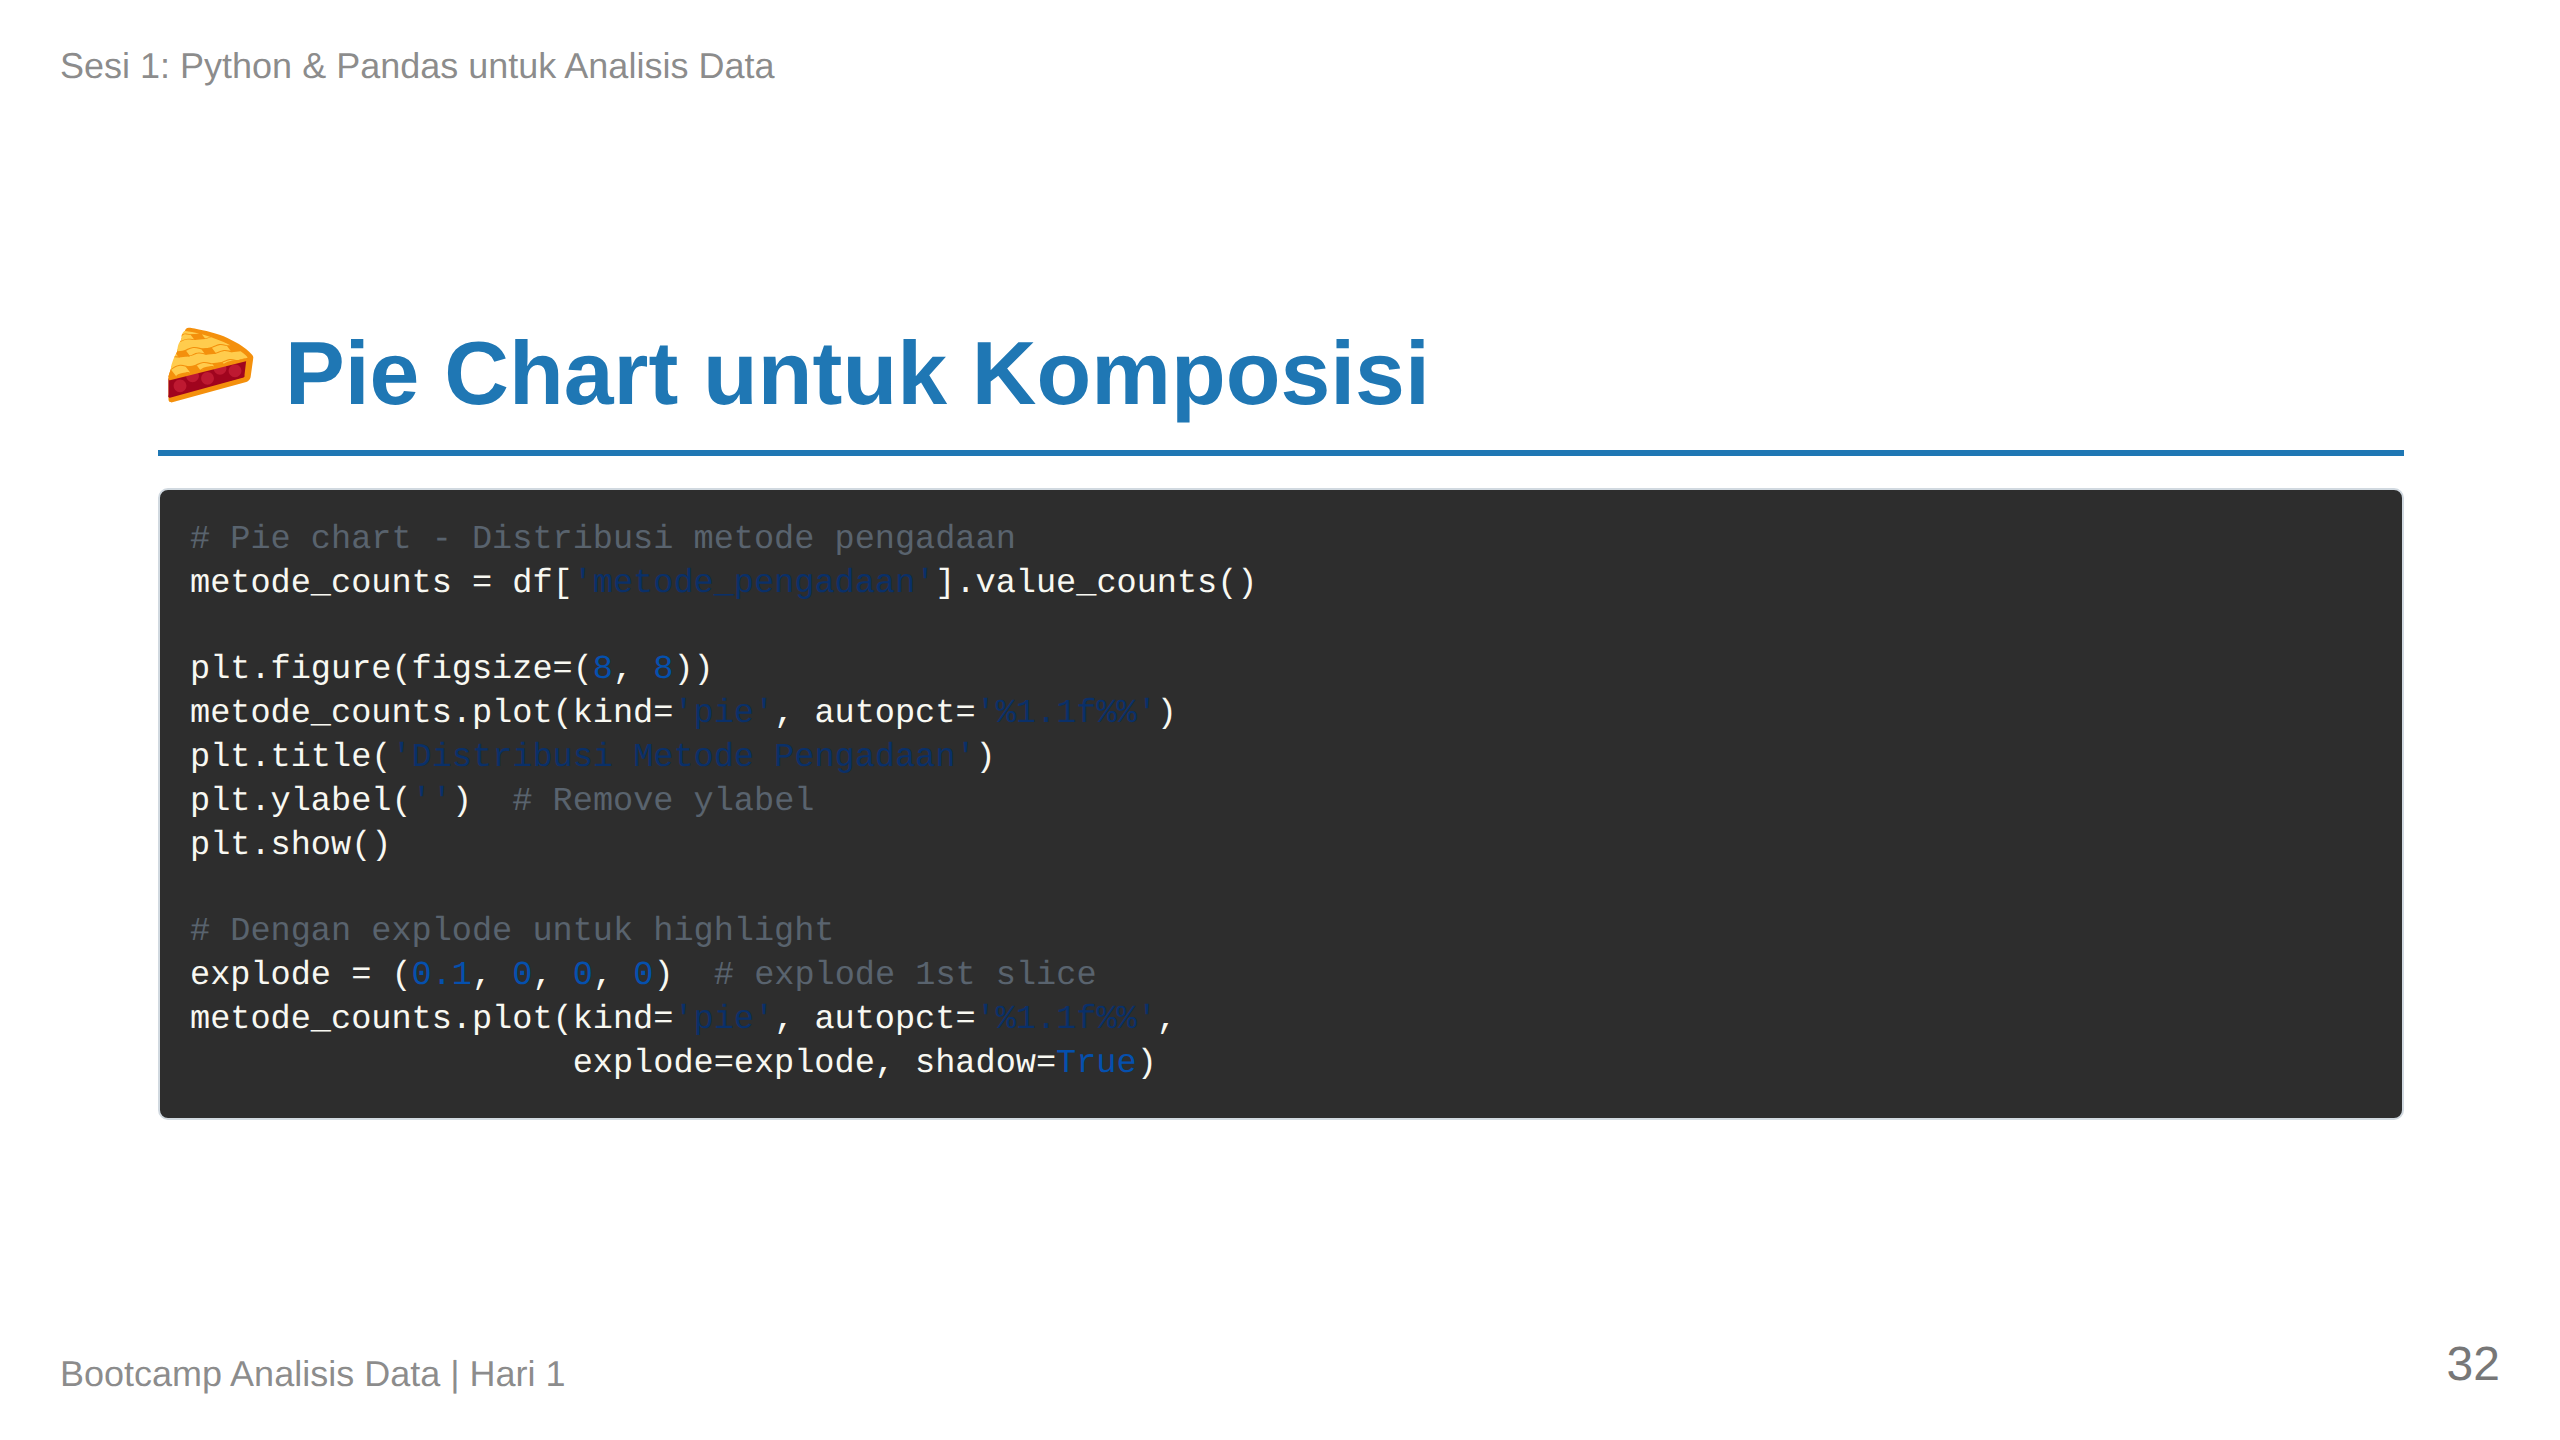 Sesi 1: Python & Pandas untuk Analisis Data
Pie Chart untuk Komposisi
# Pie chart - Distribusi metode pengadaan
metode_counts = df['metode_pengadaan'].value_counts()
plt.figure(figsize=(8, 8))
metode_counts.plot(kind='pie', autopct='%1.1f%%')
plt.title('Distribusi Metode Pengadaan')
plt.ylabel('')  # Remove ylabel
plt.show()
# Dengan explode untuk highlight
explode = (0.1, 0, 0, 0)  # explode 1st slice
metode_counts.plot(kind='pie', autopct='%1.1f%%',
                   explode=explode, shadow=True)
Bootcamp Analisis Data | Hari 1
32